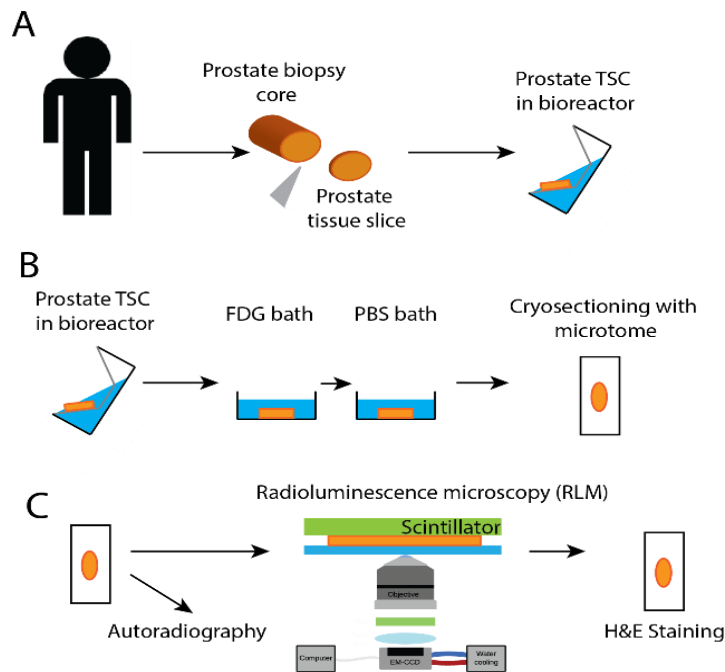 A
Prostate biopsy
core
Prostate
tissue slice
Prostate TSC
in bioreactor
B
Prostate TSC
in bioreactor
FDG bath
PBS bath
Cryosectioning with
microtome
C
Radioluminescence microscopy (RLM)
Scintillator
Objective
Computer
EM-CCD
Water
cooling
Autoradiography
H&E Staining